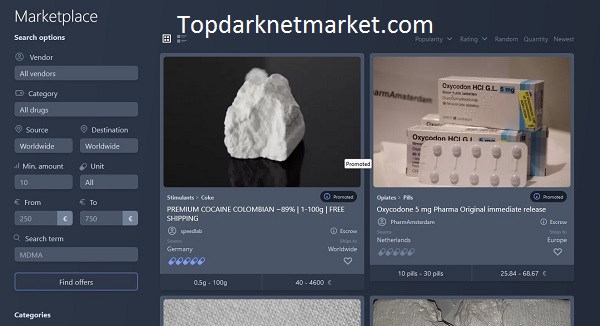 Topdarknetmarket.com
Marketplace
Search options
Vendor
All vendors
Category
All drugs
Source
Destination
Worldwide
Worldwide
Min. amount
Unit
10
All
From
To
250 €
750 €
Search term
MDMA
Find offers
Categories
Popularity
Rating
Random
Quantity
Newest
Promoted
Promoted
Stimulants > Coke
PREMIUM COCAINE COLOMBIAN ~89% | 1-100g | FREE
SHIPPING
speedlab
Escrow
Source
Ships to
Germany
Worldwide
0.5g - 100g
40 - 4600 €
PharmAmsterdam
Oxycodon HCl G.L. 5 mg
Oxycodon HCl G.L. 5 mg
Promoted
Opiates > Pills
Oxycodone 5 mg Pharma Original immediate release
PharmAmsterdam
Escrow
Source
Ships to
Netherlands
Europe
10 pills - 30 pills
25.84 - 68.67 €